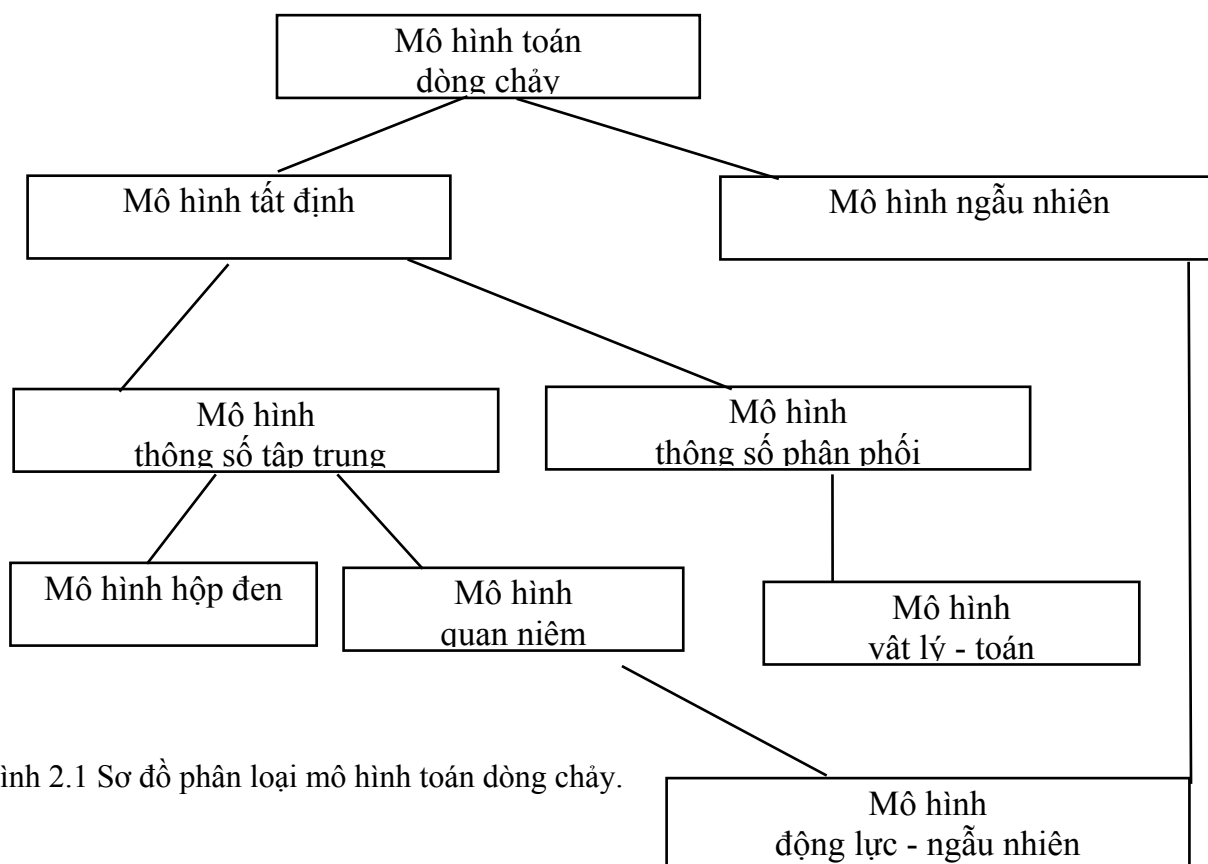 Mô hình toán
dòng chảy
Mô hình tất định
Mô hình ngẫu nhiên
Mô hình
thông số tập trung
Mô hình
thông số phân phối
Mô hình hộp đen
Mô hình
quan niệm
Mô hình
vật lý - toán
ình 2.1 Sơ đồ phân loại mô hình toán dòng chảy.
Mô hình
động lực - ngẫu nhiên